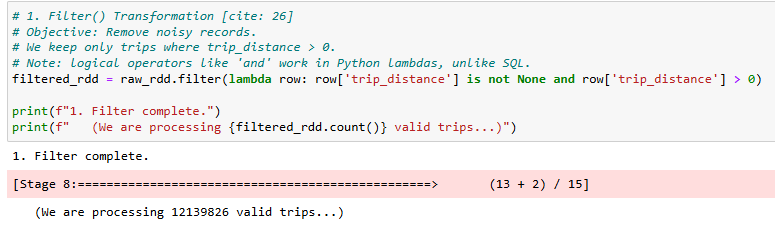 # 1. Filter() Transformation [cite: 26]
# Objective: Remove noisy records.
# We keep only trips where trip_distance > 0.
# Note: logical operators like 'and' work in Python lambdas, unlike SQL.
filtered_rdd = raw_rdd.filter(lambda row: row['trip_distance'] is not None and row['trip_distance'] > 0)
print(f"1. Filter complete.")
print(f"   (We are processing {filtered_rdd.count()} valid trips...)")
1. Filter complete.
[Stage 8:=================================================>       (13 + 2) / 15]
   (We are processing 12139826 valid trips...)